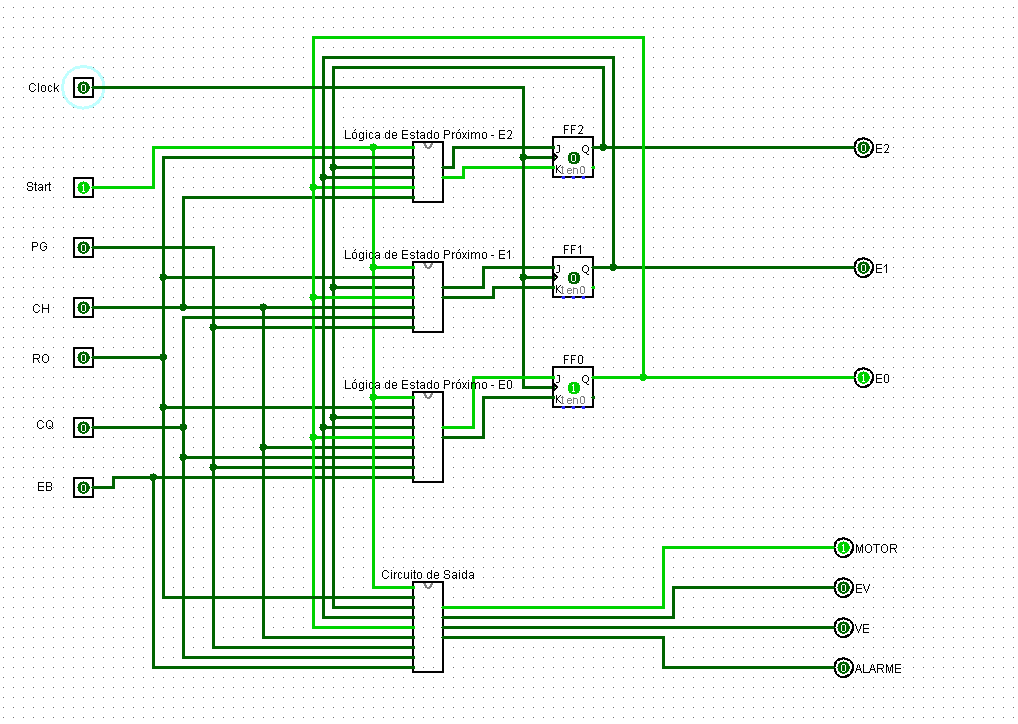 Clock
0
Start
1
PG
0
CH
0
RO
0
CQ
0
EB
0
Lógica de Estado Próximo - E2
FF2
J
Q
0
K
en0
E2
0
Lógica de Estado Próximo - E1
FF1
J
Q
0
K
en0
E1
0
Lógica de Estado Próximo - E0
FF0
J
Q
1
K
en0
E0
1
Circuito de Saida
1
MOTOR
0
EV
0
VE
0
ALARME